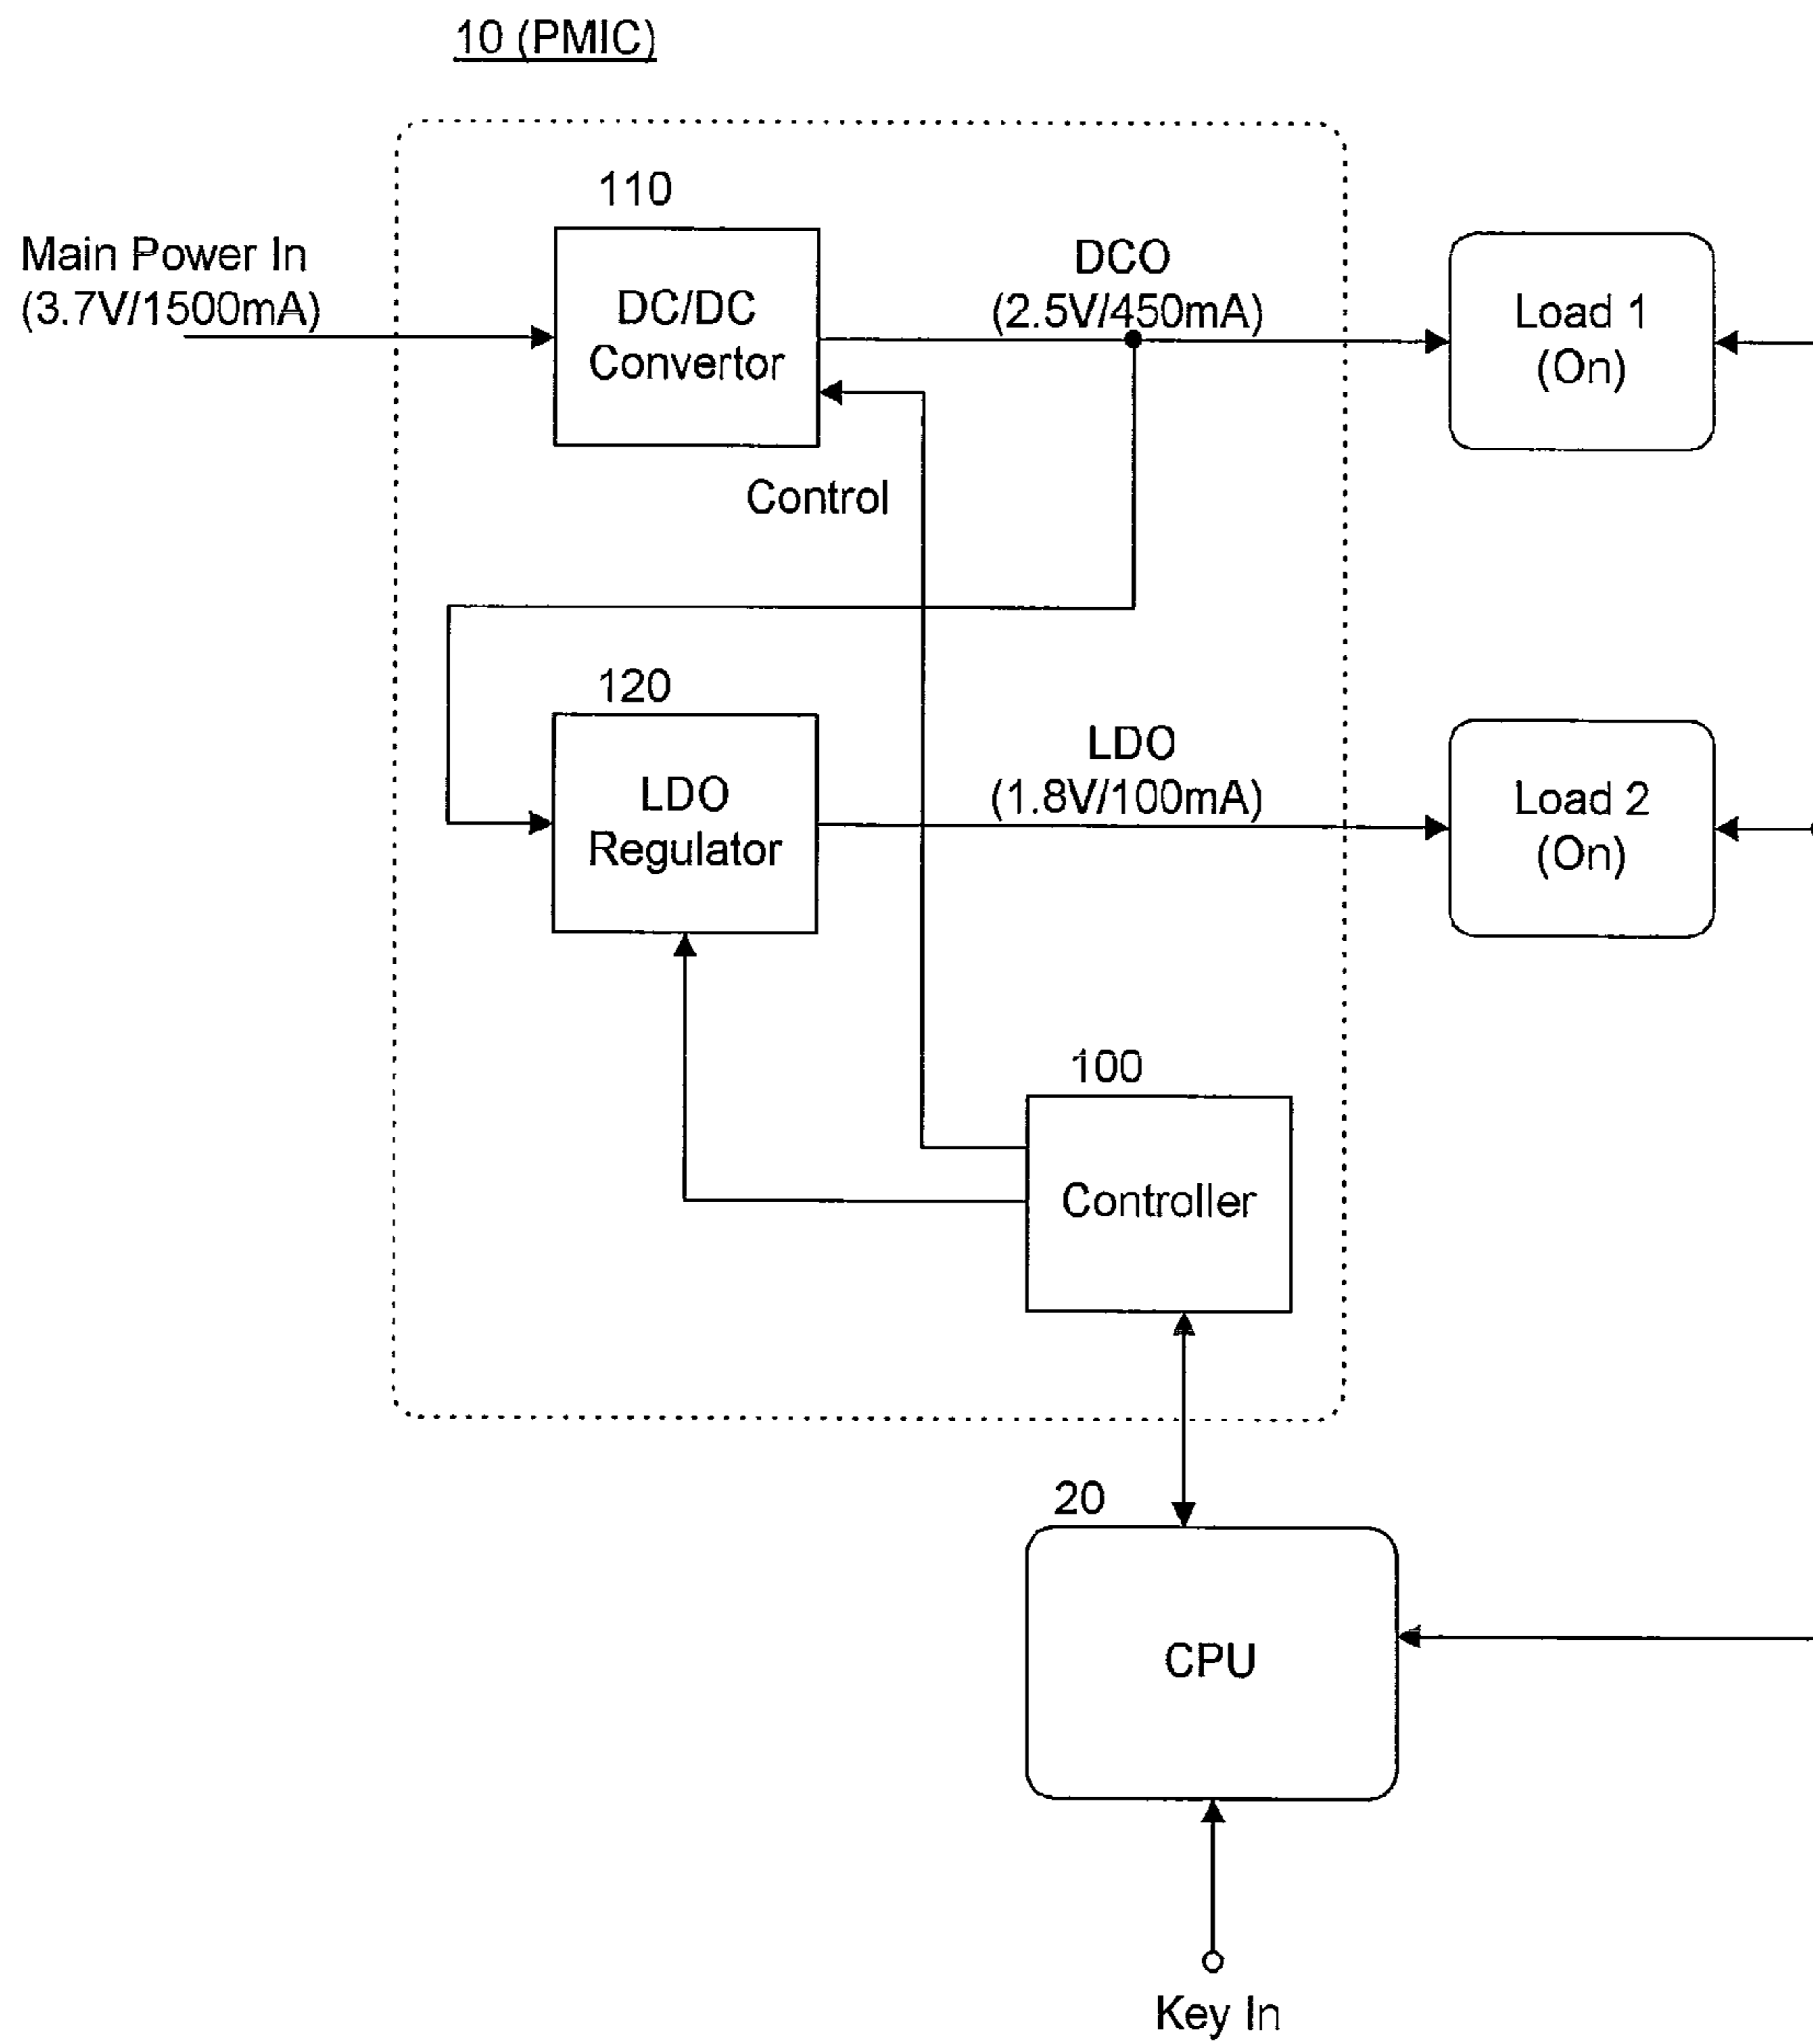 10 (PMIC)
110
Main Power In
(3.7V/1500mA)
DC/DC
Convertor
DCO
(2.5V/450mA)
Load 1
(On)
Control
120
LDO
Regulator
LDO
(1.8V/100mA)
Load 2
(On)
100
Controller
20
CPU
Key In